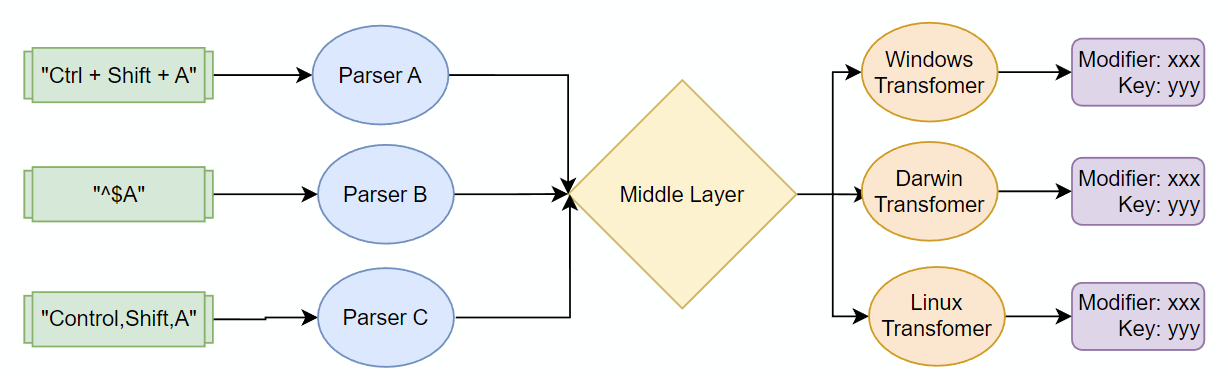 "Ctrl + Shift + A"
Parser A
Windows
Transfomer
Modifier: xxx
Key: yyy
"^$A"
Parser B
Middle Layer
Darwin
Transfomer
Modifier: xxx
Key: yyy
"Control,Shift,A"
Parser C
Linux
Transfomer
Modifier: xxx
Key: yyy